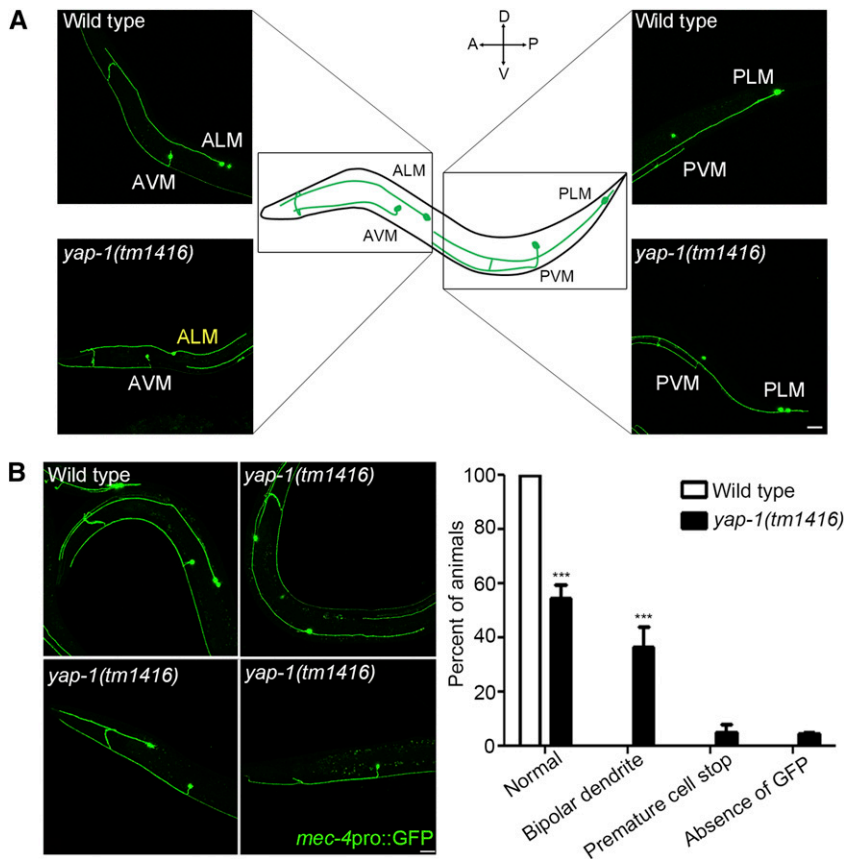 A
Wild type
ALM
AVM
yap-1(tm1416)
ALM
AVM
D
A P
V
ALM
AVM
PLM
PVM
Wild type
PLM
PVM
yap-1(tm1416)
PVM
PLM
B
Wild type
yap-1(tm1416)
yap-1(tm1416)
yap-1(tm1416)
mec-4pro::GFP
Percent of animals
100
80
60
40
20
0
***
***
Wild type
yap-1(tm1416)
Normal
Bipolar dendrite
Premature cell stop
Absence of GFP